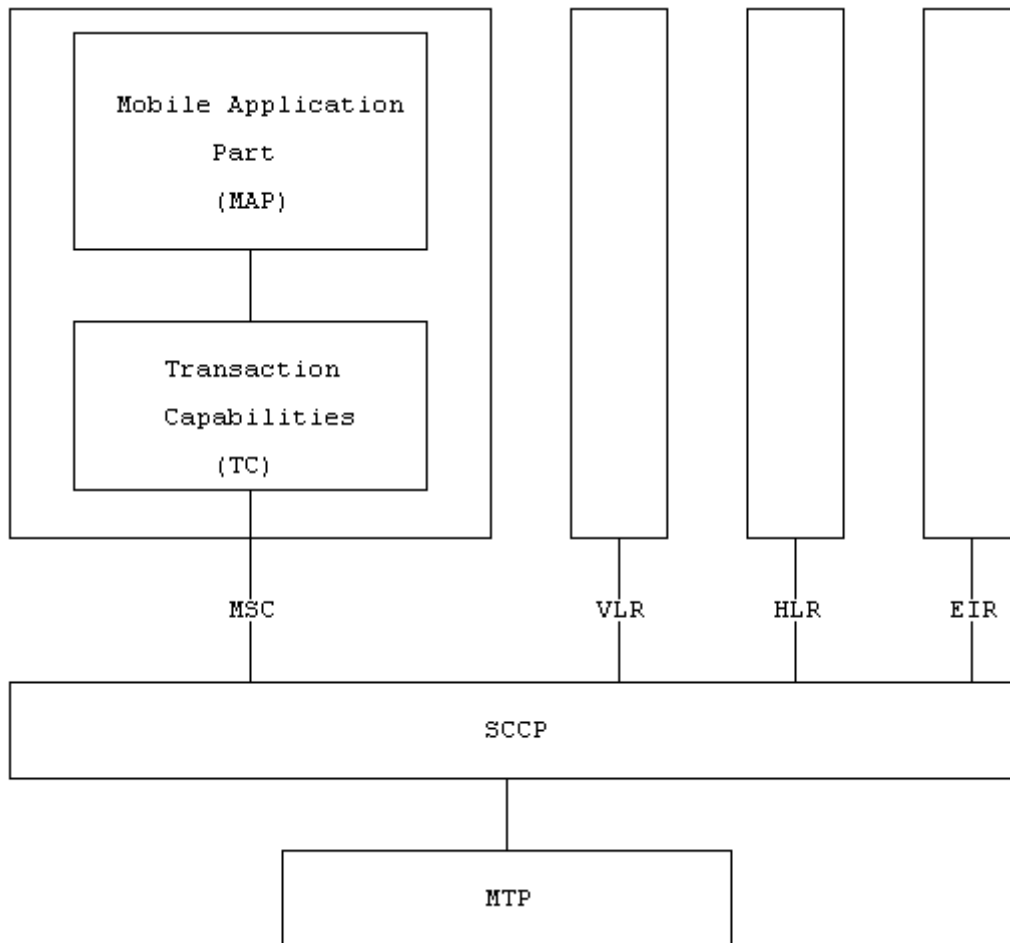 Mobile Application
Part
(MAP)
Transaction
Capabilities
(TC)
MSC
VLR
HLR
EIR
SCCP
MTP